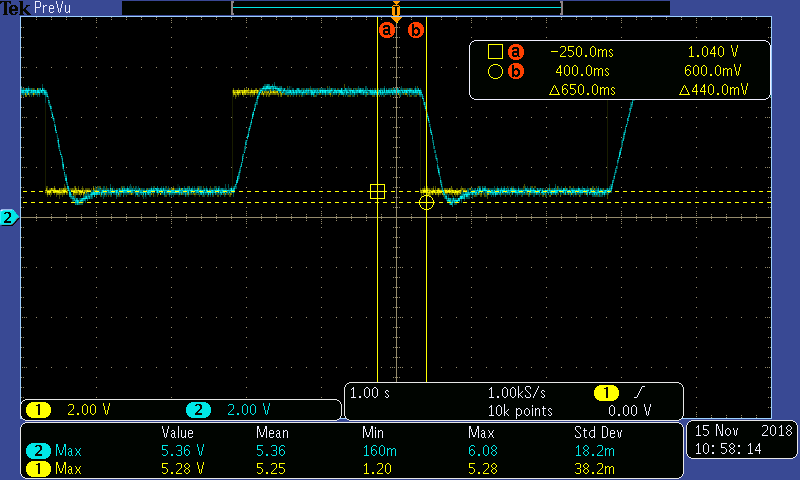 Tek PreVu
U
a b
a −250.0ms 1.040 V
b 400.0ms 600.0mV
△650.0ms △440.0mV
2
1 2.00 V 2 2.00 V
1.00 s 1.00kS/s 1
10k points 0.00 V
Value Mean Min Max Std Dev
2 Max 5.36 V 5.36 160m 6.08 18.2m
1 Max 5.28 V 5.25 1.20 5.28 38.2m
15 Nov 2018
10:58:14